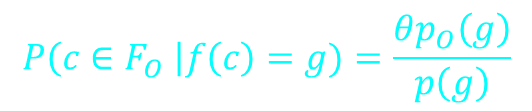 P(c ∈ F_O | f(c) = g) = θp_O(g) / p(g)